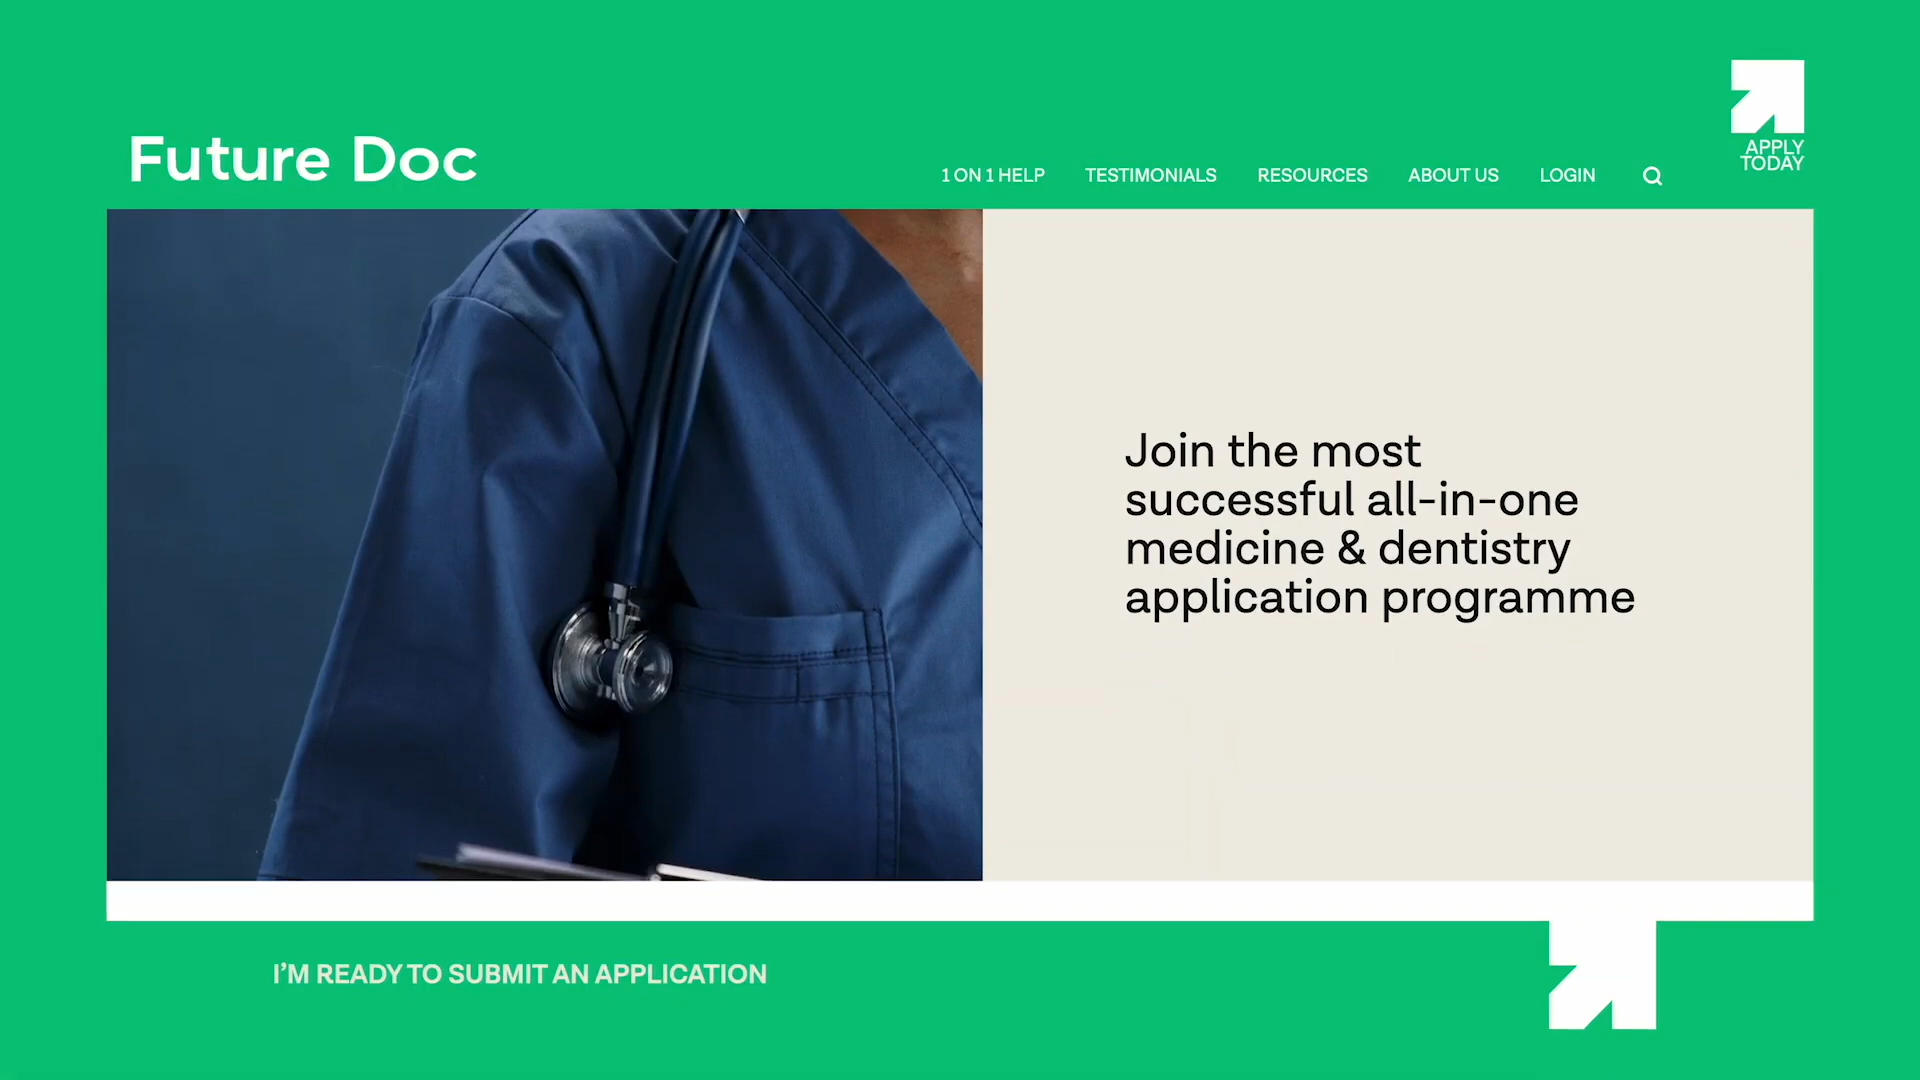 Future Doc
1 ON 1 HELP
TESTIMONIALS
RESOURCES
ABOUT US
LOGIN
APPLY
TODAY
Join the most
successful all-in-one
medicine & dentistry
application programme
I’M READY TO SUBMIT AN APPLICATION